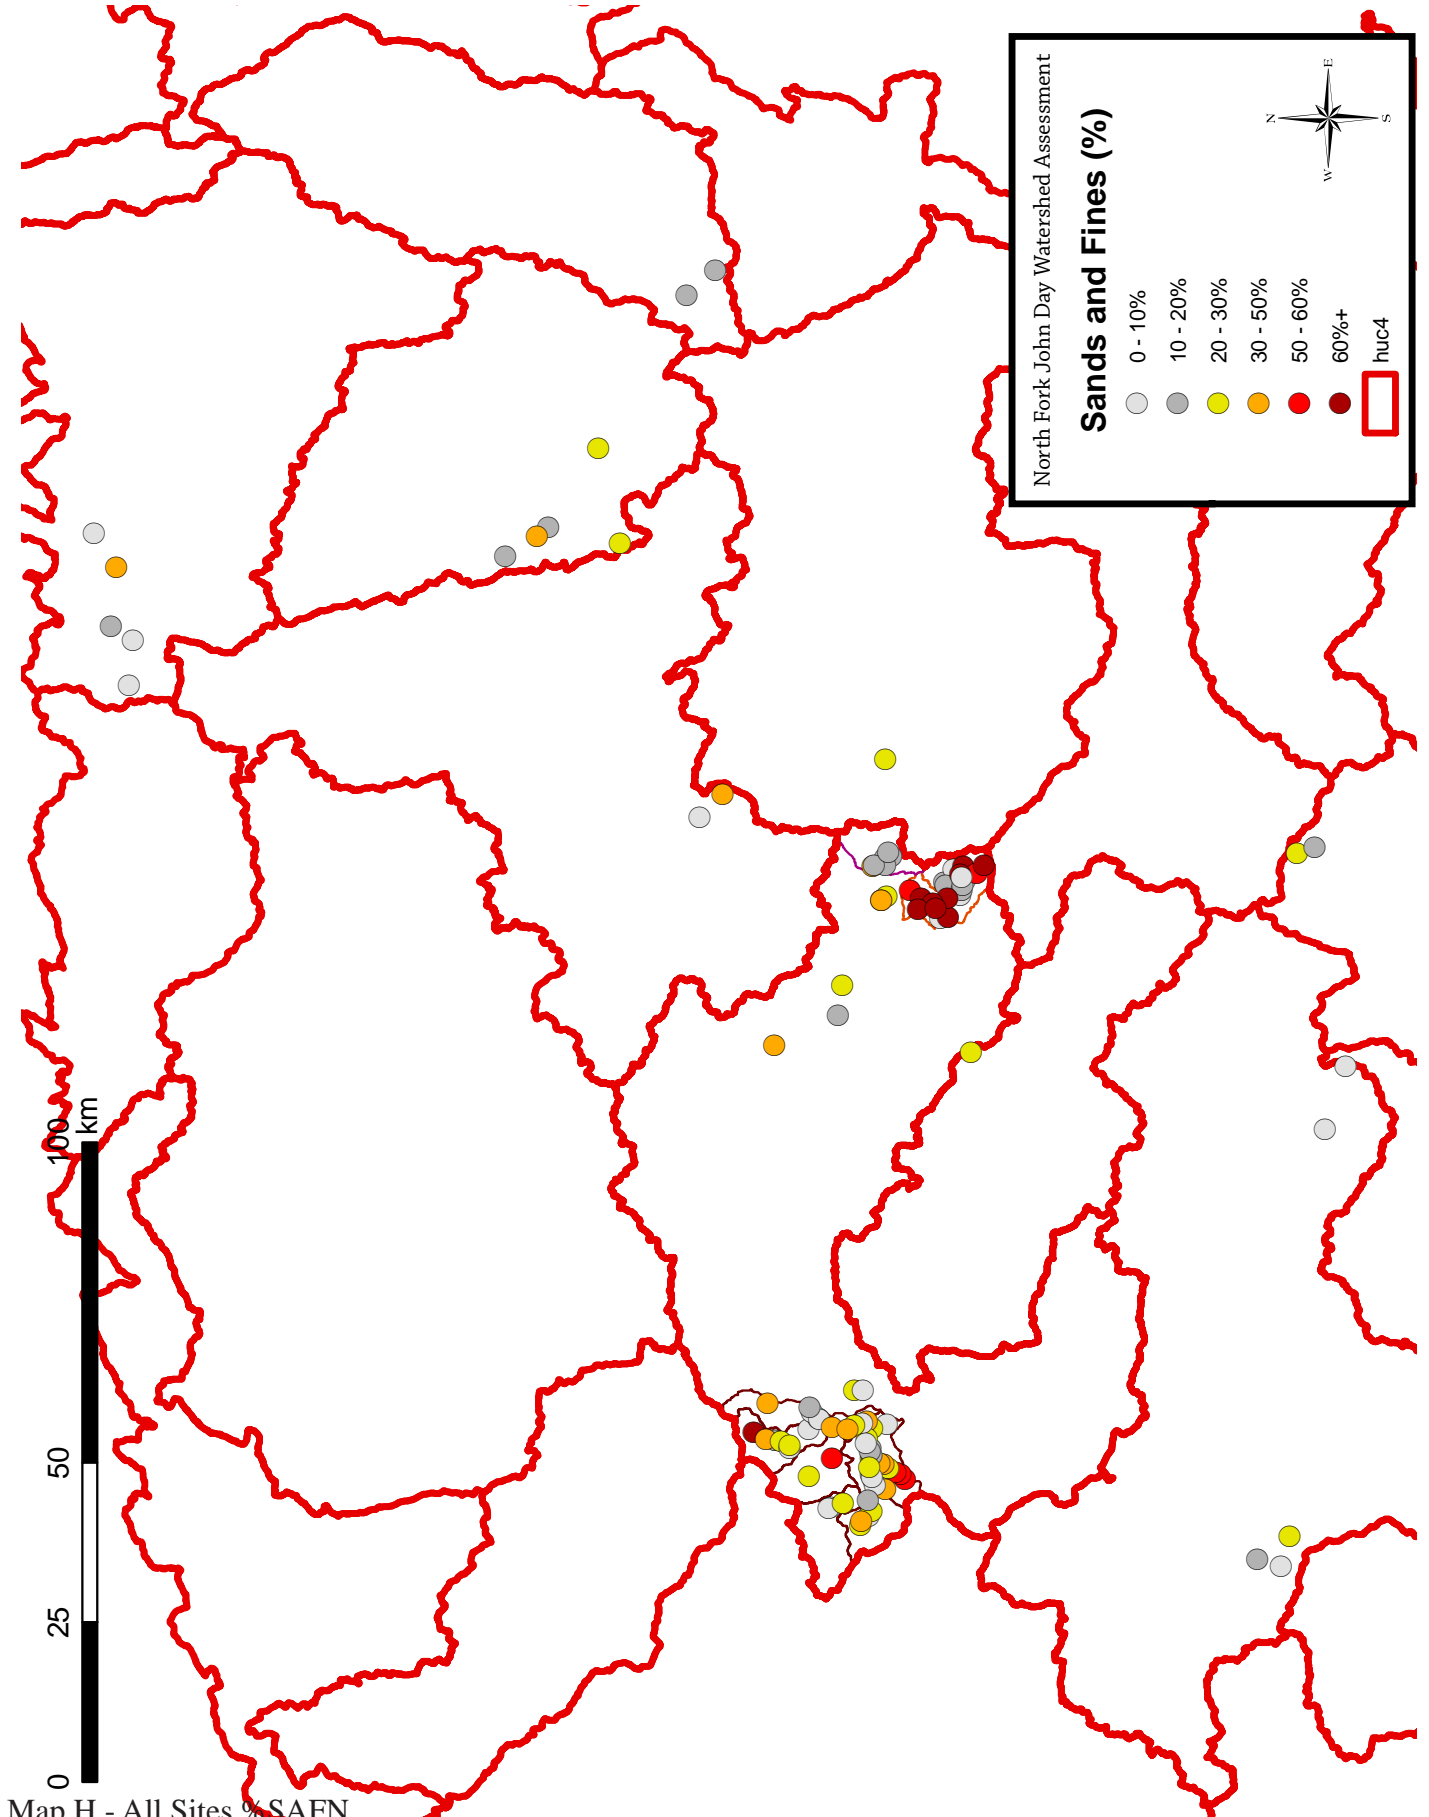 North Fork John Day Watershed Assessment
Sands and Fines (%)
0 - 10%
10 - 20%
20 - 30%
30 - 50%
50 - 60%
60%+
huc4
N
W
E
S
0
25
50
100
km
Map H - All Sites %SAFN